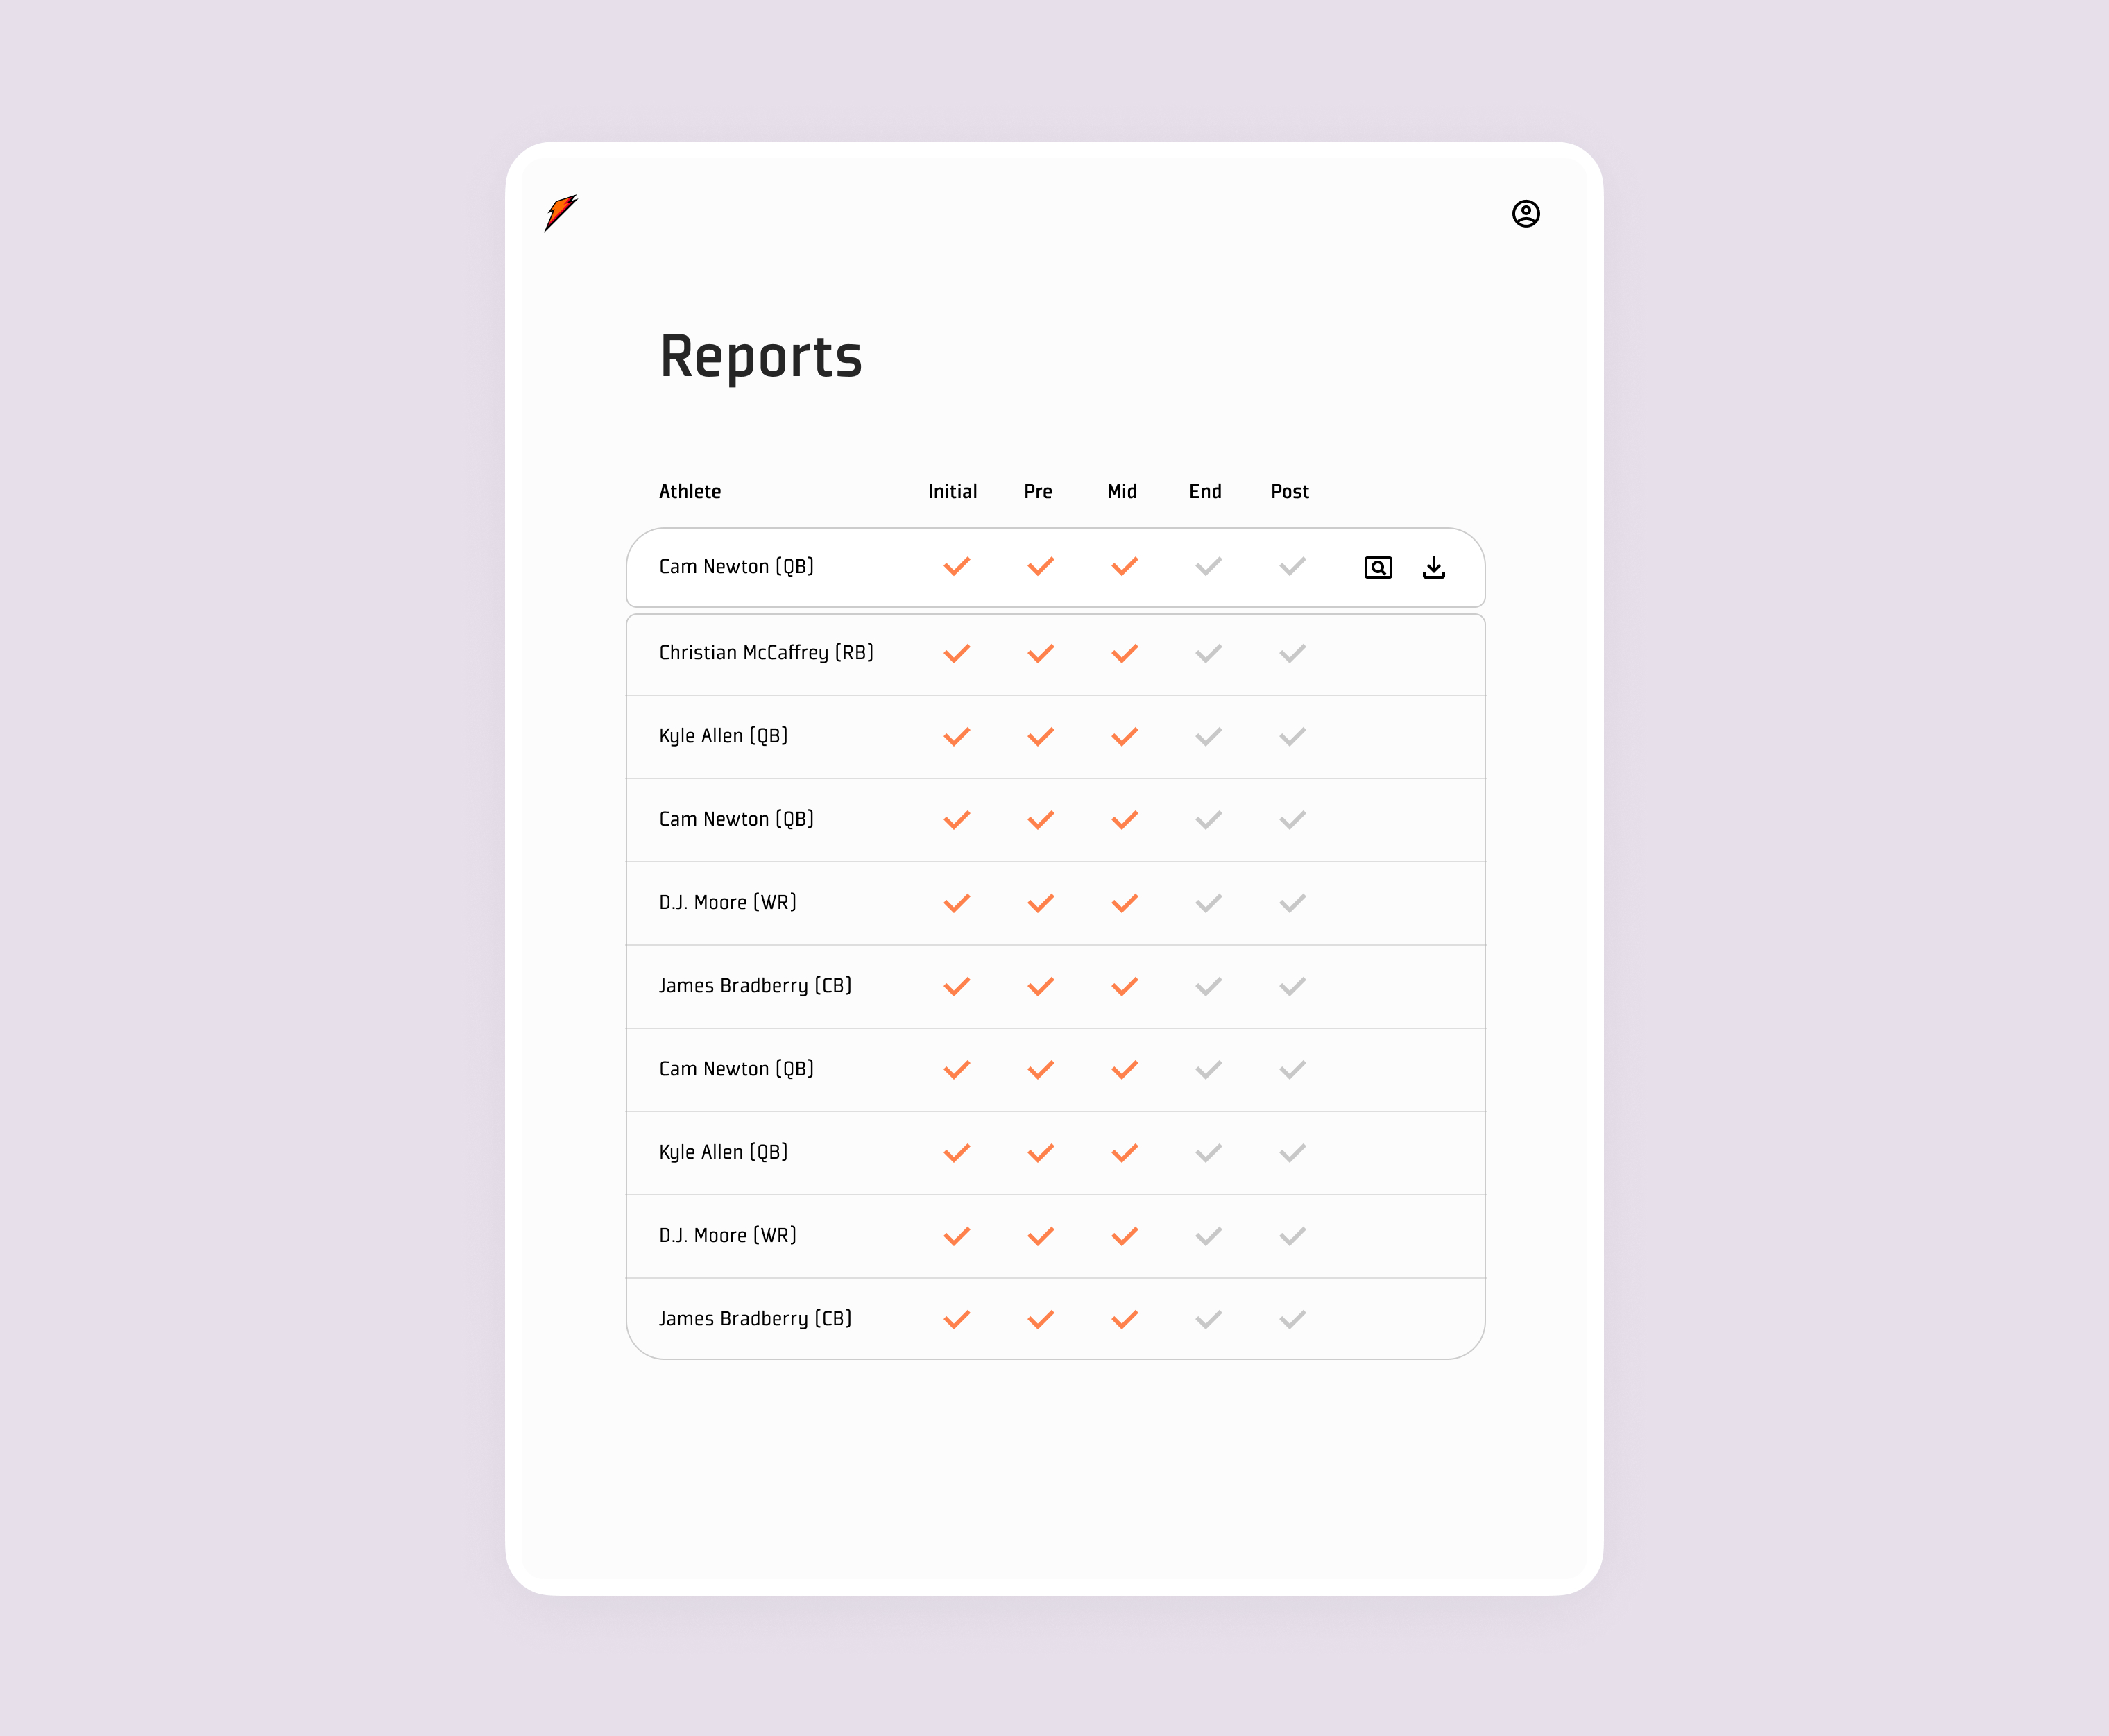 Reports
Athlete Initial Pre Mid End Post
Cam Newton (QB)
Christian McCaffrey (RB)
Kyle Allen (QB)
Cam Newton (QB)
D.J. Moore (WR)
James Bradberry (CB)
Cam Newton (QB)
Kyle Allen (QB)
D.J. Moore (WR)
James Bradberry (CB)